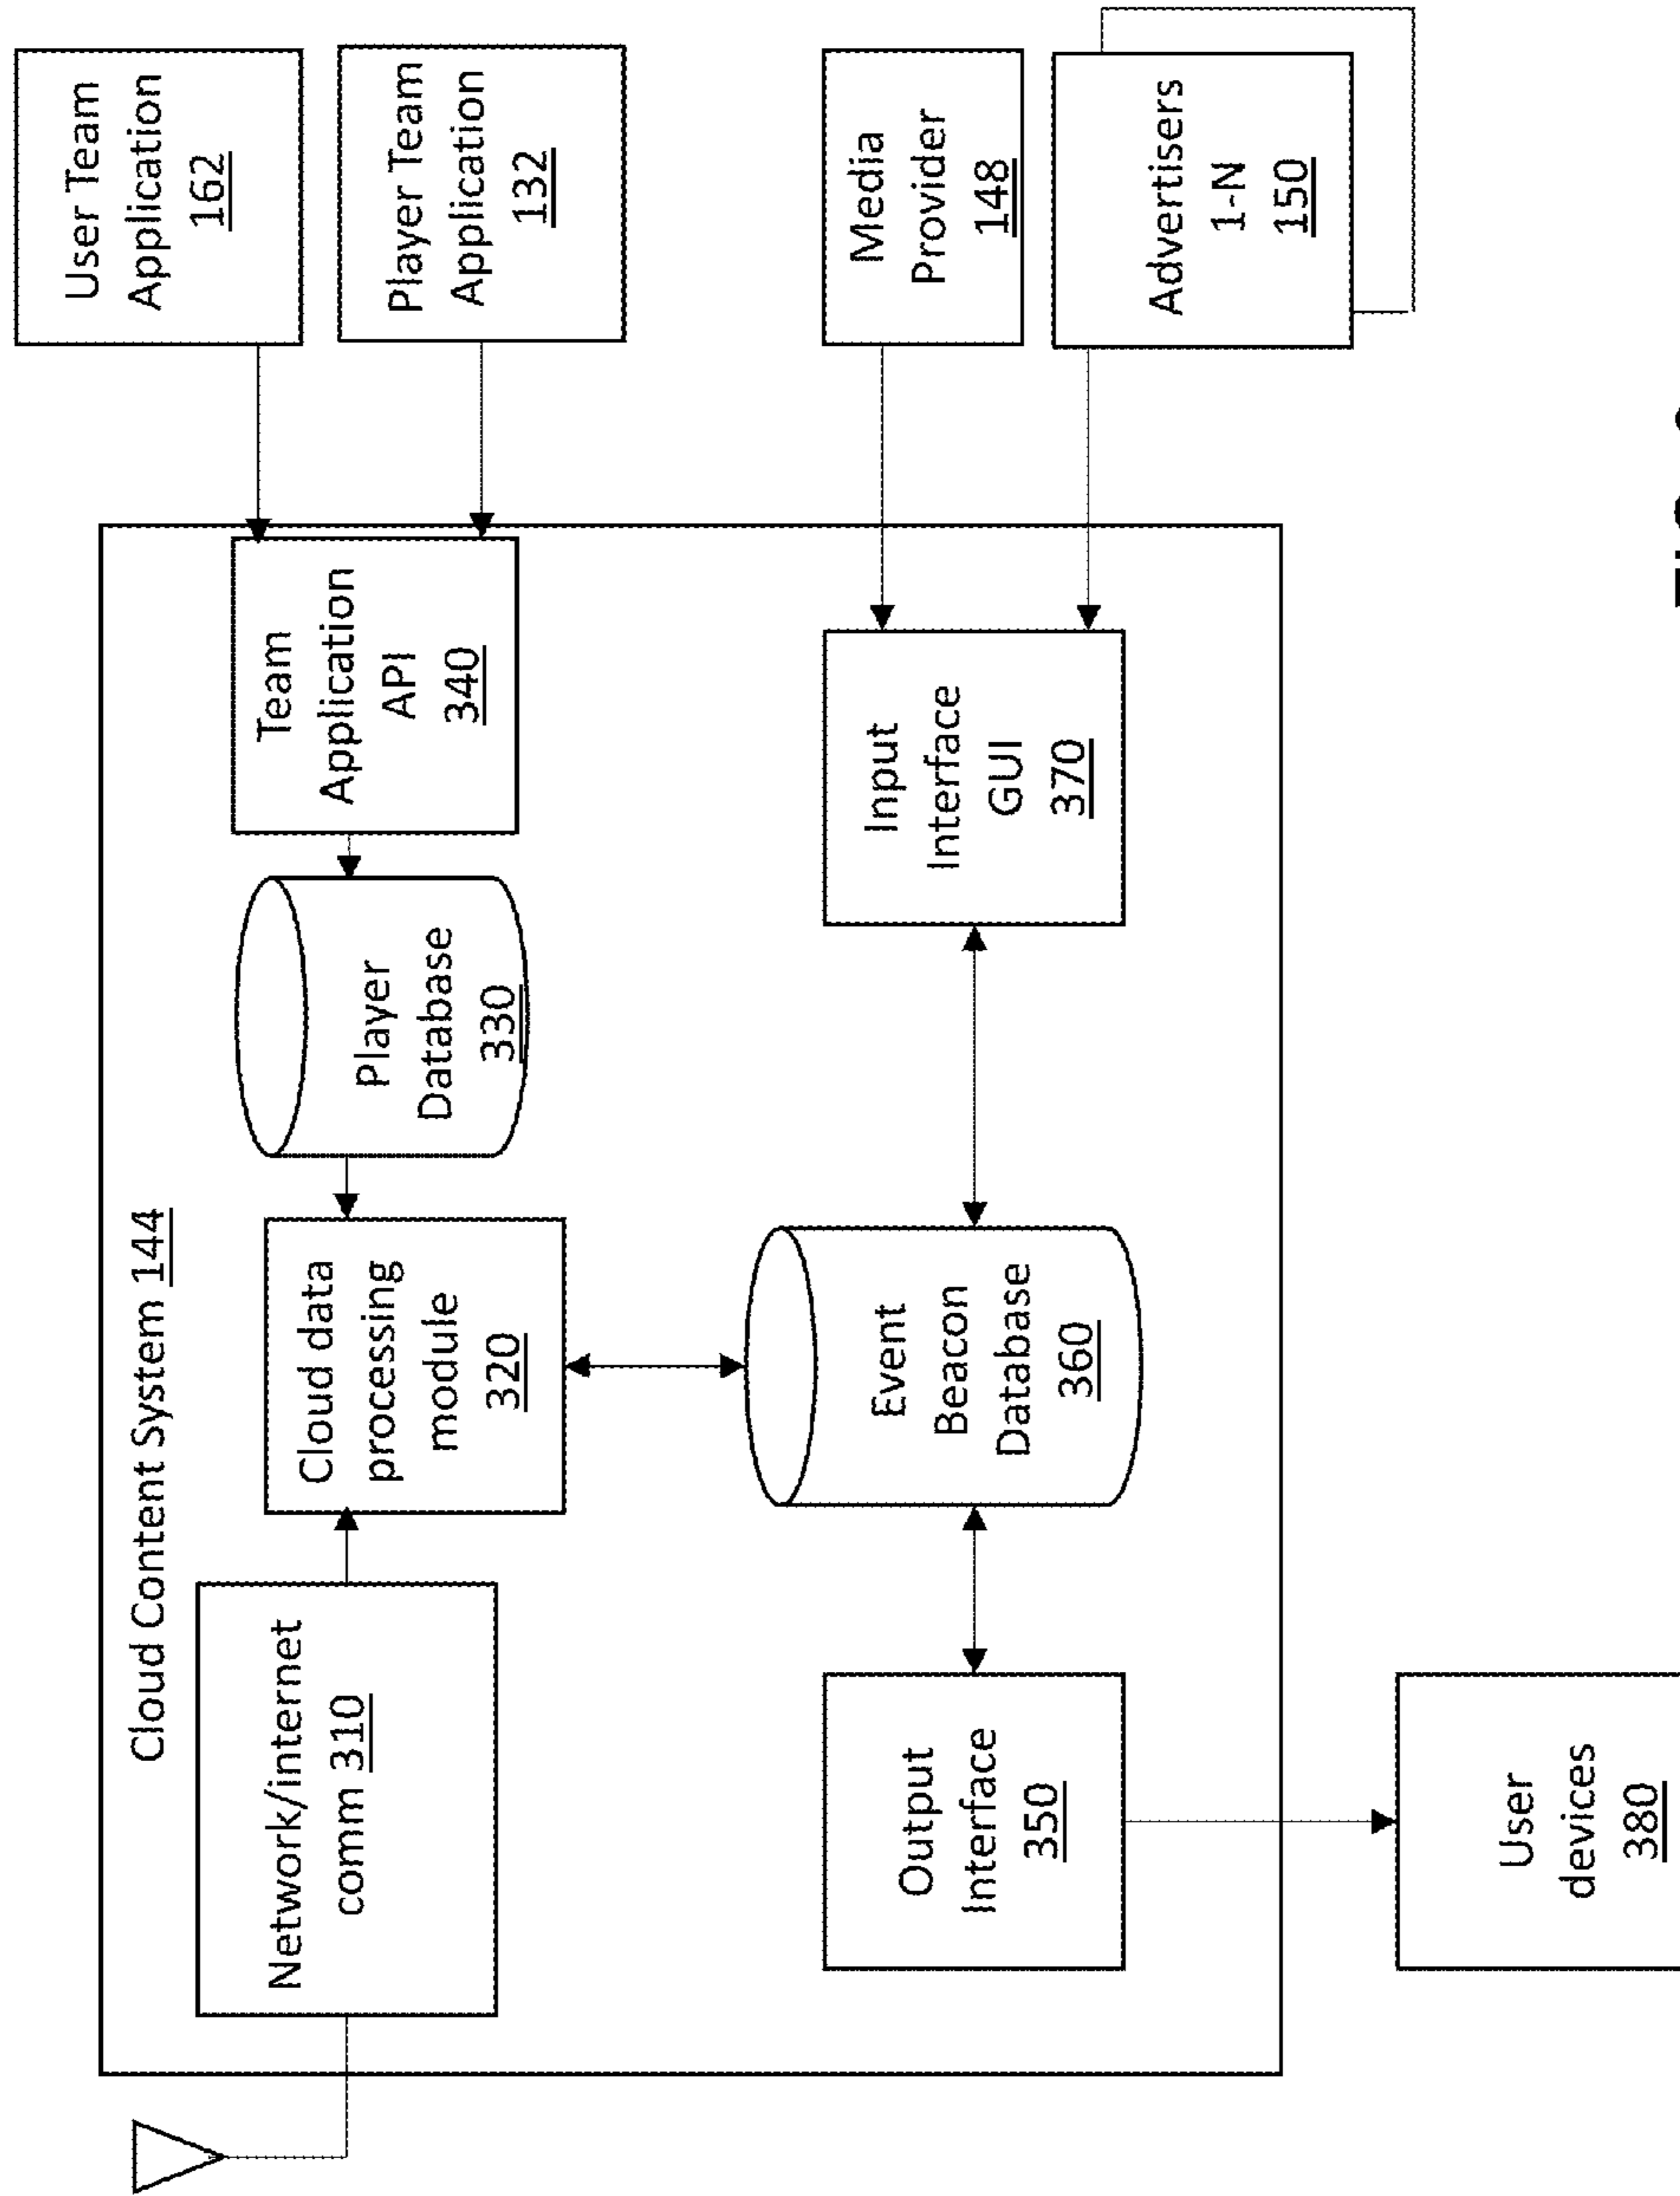 Cloud Content System 144
Network/internet
comm 310
Cloud data
processing
module
320
Player
Database
330
Team
Application
API
340
User Team
Application
162
Player Team
Application
132
Output
Interface
350
Event
Beacon
Database
360
Input
Interface
GUI
370
Media
Provider
148
Advertisers
1-N
150
User
devices
380